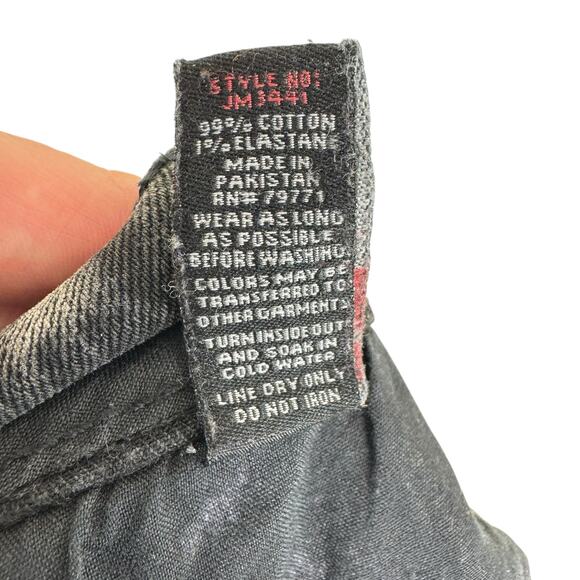 STYLE NO:
JM3441
99% COTTON
1% ELASTANE
MADE IN
PAKISTAN
RN# 79771
WEAR AS LONG
AS POSSIBLE
BEFORE WASHING
COLORS MAY BE
TRANSFERRED TO
OTHER GARMENTS
TURN INSIDE OUT
AND SOAK IN
COLD WATER
LINE DRY ONLY
DO NOT IRON